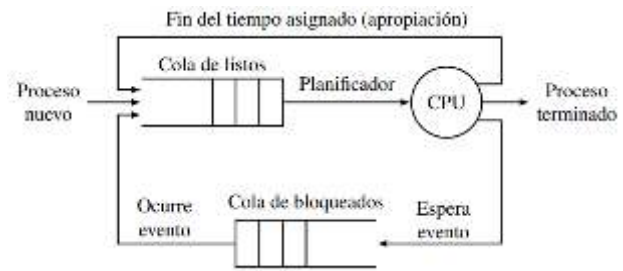 Fin del tiempo asignado (apropiación)
Cola de listos
Proceso
nuevo
Planificador
CPU
Proceso
terminado
Cola de bloqueados
Ocurre
evento
Espera
evento